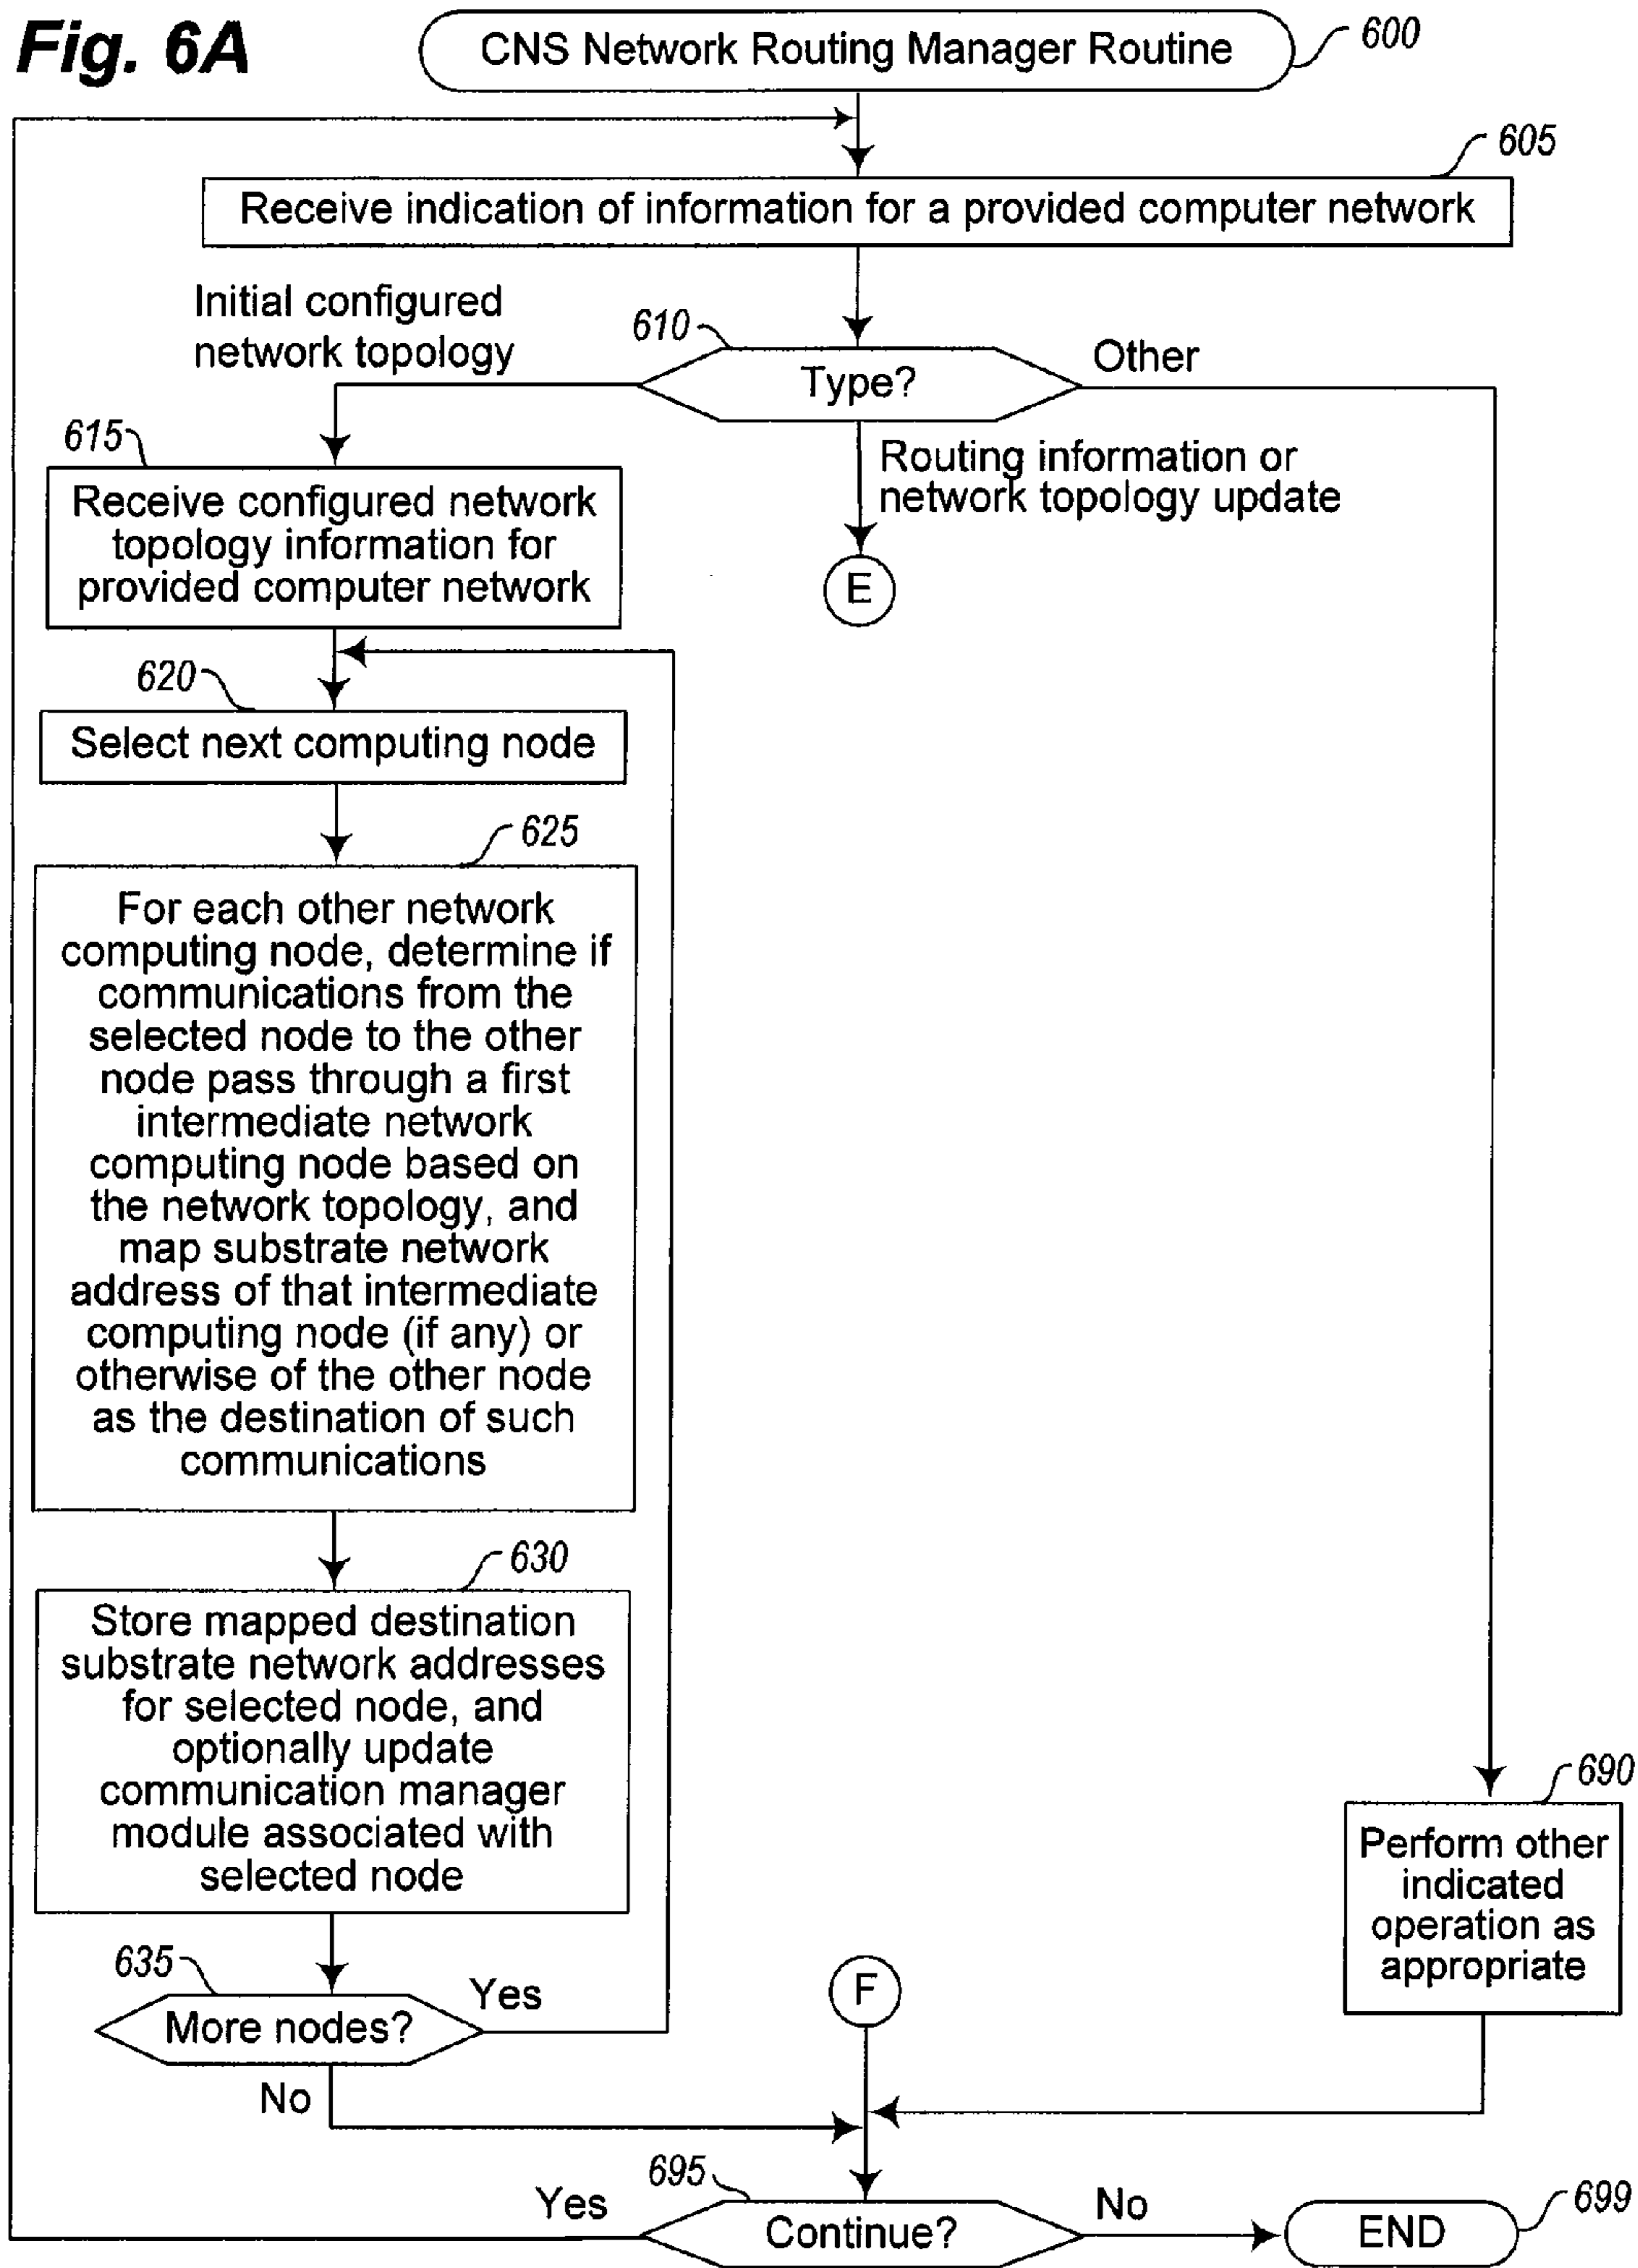 Fig. 6A
CNS Network Routing Manager Routine
600
605
Receive indication of information for a provided computer network
Initial configured
network topology
610
Type?
Other
615
Receive configured network
topology information for
provided computer network
Routing information or
network topology update
E
620
Select next computing node
625
For each other network
computing node, determine if
communications from the
selected node to the other
node pass through a first
intermediate network
computing node based on
the network topology, and
map substrate network
address of that intermediate
computing node (if any) or
otherwise of the other node
as the destination of such
communications
630
Store mapped destination
substrate network addresses
for selected node, and
optionally update
communication manager
module associated with
selected node
690
Perform other
indicated
operation as
appropriate
635
More nodes?
Yes
No
F
695
Yes
Continue?
No
END
699